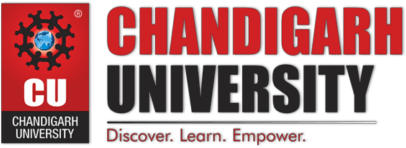 ®
CU
CHANDIGARH
UNIVERSITY
CHANDIGARH
UNIVERSITY
Discover. Learn. Empower.